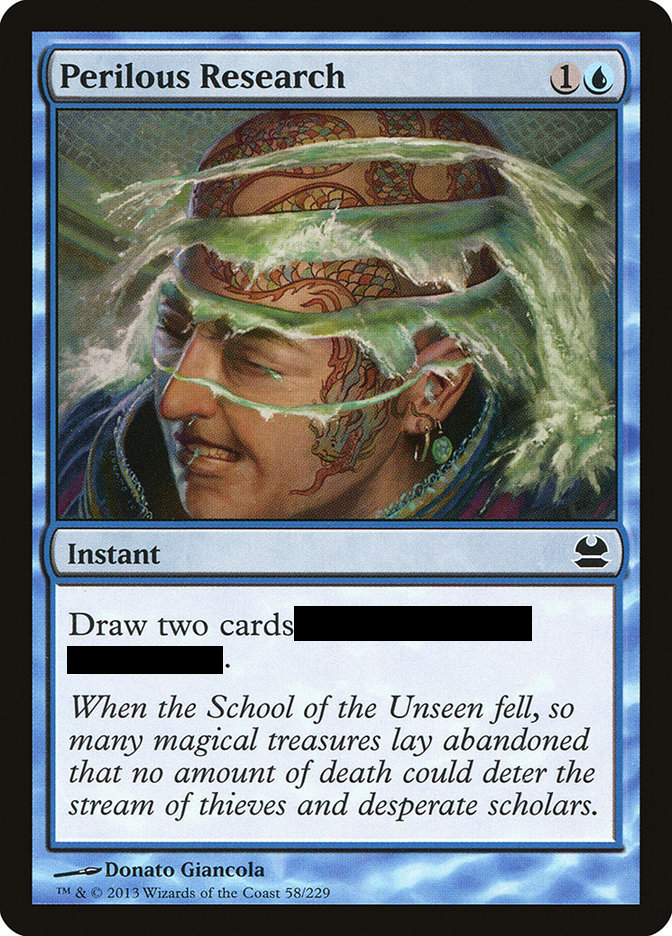 Perilous Research 1
Instant
Draw two cards
.
When the School of the Unseen fell, so
many magical treasures lay abandoned
that no amount of death could deter the
stream of thieves and desperate scholars.
Donato Giancola
™ & © 2013 Wizards of the Coast 58/229